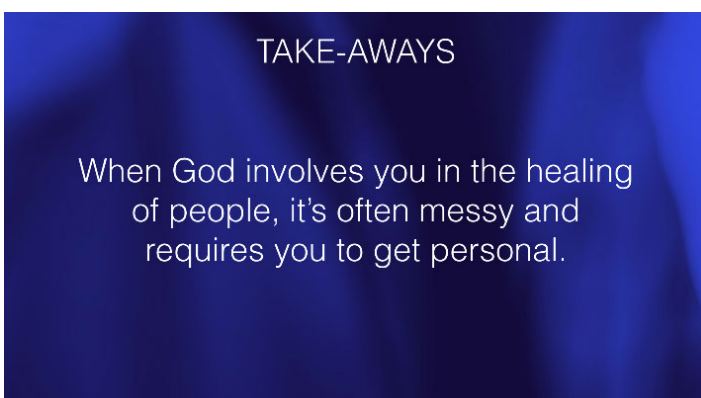 TAKE-AWAYS
When God involves you in the healing
of people, it's often messy and
requires you to get personal.